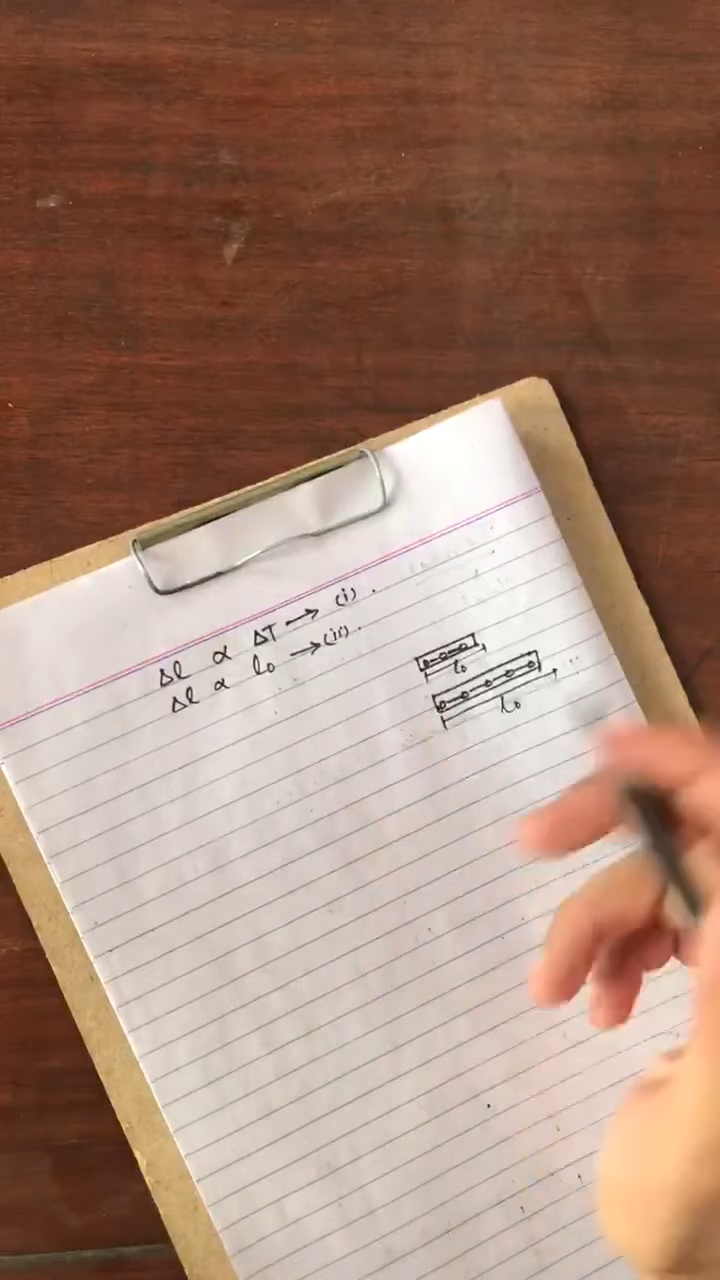 Δl ∝ ΔT → (i).
Δl ∝ l₀ → (ii).
l₀
l₀